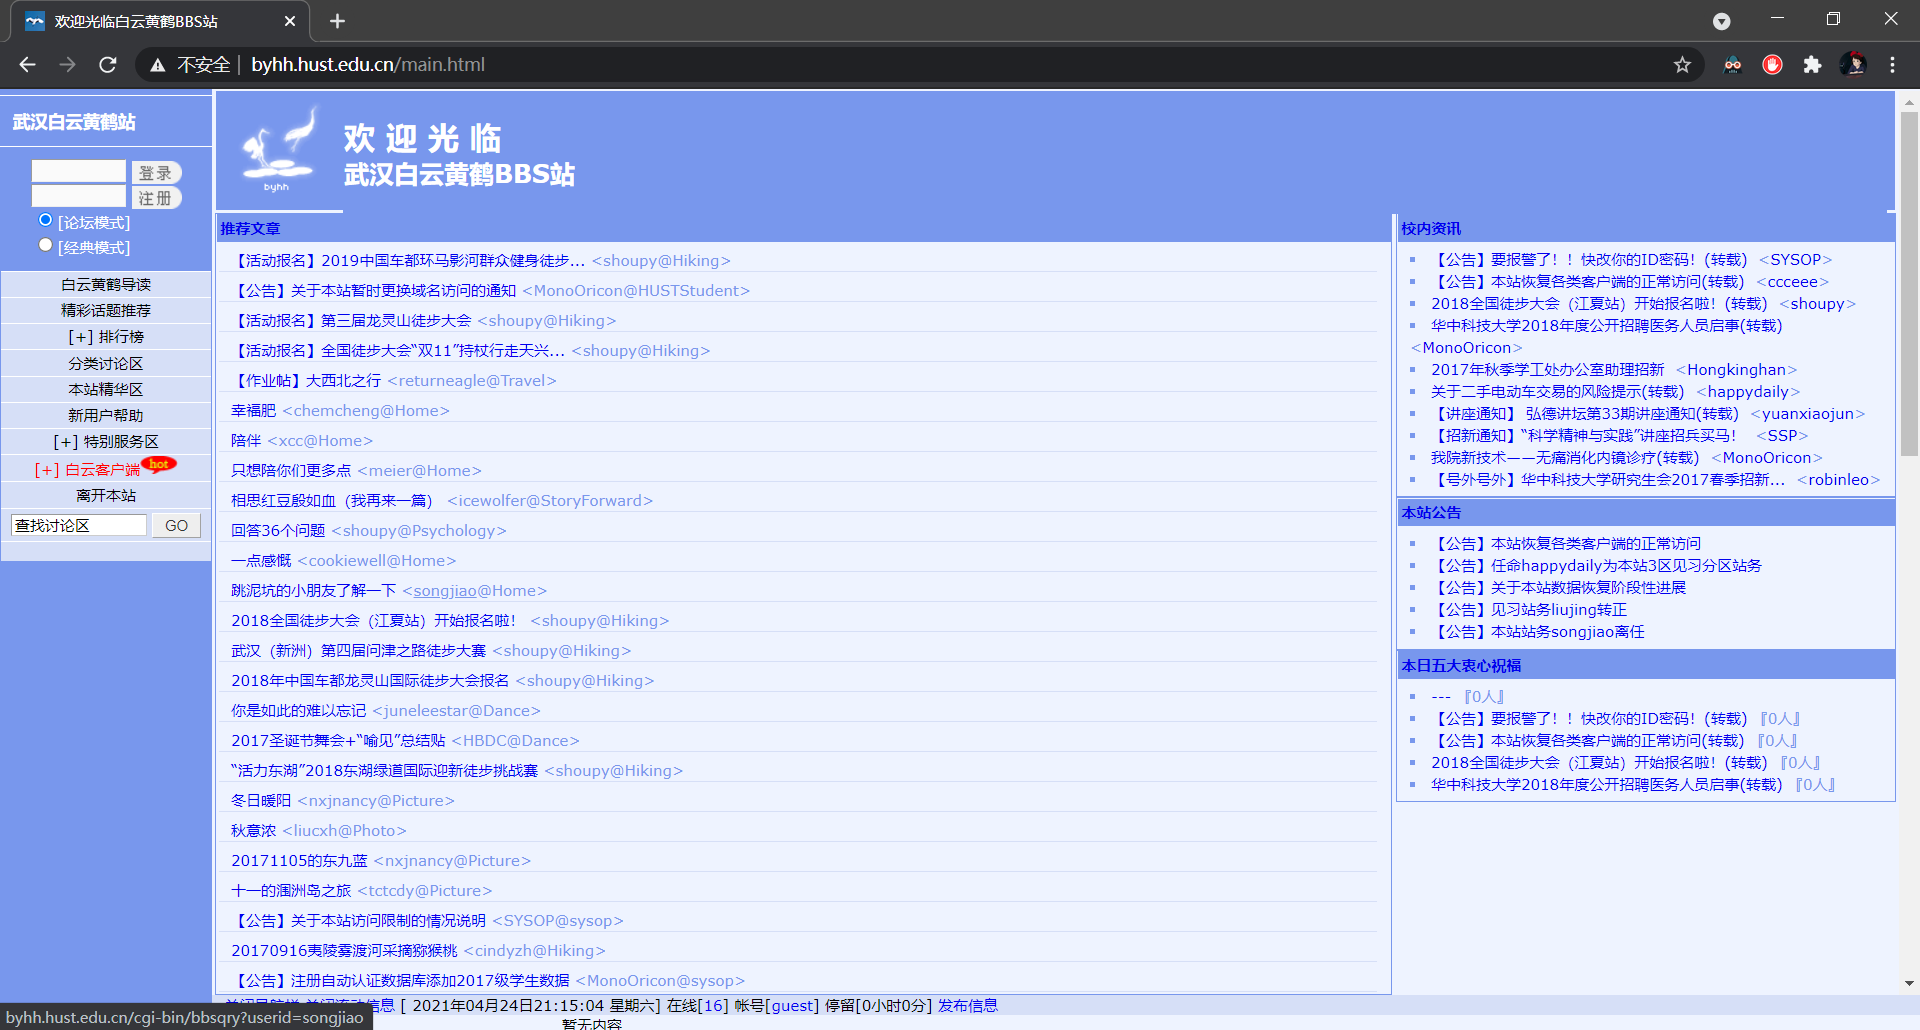 欢迎光临白云黄鹤BBS站
不安全 | byhh.hust.edu.cn/main.html
武汉白云黄鹤站
登录
注册
[论坛模式]
[经典模式]
白云黄鹤导读
精彩话题推荐
[+] 排行榜
分类讨论区
本站精华区
新用户帮助
[+] 特别服务区
[+] 白云客户端 hot
离开本站
查找讨论区 GO
byhh
欢 迎 光 临
武汉白云黄鹤BBS站
推荐文章
【活动报名】2019中国车都环马影河群众健身徒步... <shoupy@Hiking>
【公告】关于本站暂时更换域名访问的通知 <MonoOricon@HUSTStudent>
【活动报名】第三届龙灵山徒步大会 <shoupy@Hiking>
【活动报名】全国徒步大会“双11”持杖行走天兴... <shoupy@Hiking>
【作业帖】大西北之行 <returneagle@Travel>
幸福肥 <chemcheng@Home>
陪伴 <xcc@Home>
只想陪你们更多点 <meier@Home>
相思红豆殷如血（我再来一篇） <icewolfer@StoryForward>
回答36个问题 <shoupy@Psychology>
一点感慨 <cookiewell@Home>
跳泥坑的小朋友了解一下 <songjiao@Home>
2018全国徒步大会（江夏站）开始报名啦！ <shoupy@Hiking>
武汉（新洲）第四届问津之路徒步大赛 <shoupy@Hiking>
2018年中国车都龙灵山国际徒步大会报名 <shoupy@Hiking>
你是如此的难以忘记 <juneleestar@Dance>
2017圣诞节舞会+“喻见”总结贴 <HBDC@Dance>
“活力东湖”2018东湖绿道国际迎新徒步挑战赛 <shoupy@Hiking>
冬日暖阳 <nxjnancy@Picture>
秋意浓 <liucxh@Photo>
20171105的东九蓝 <nxjnancy@Picture>
十一的涠洲岛之旅 <tctcdy@Picture>
【公告】关于本站访问限制的情况说明 <SYSOP@sysop>
20170916夷陵雾渡河采摘猕猴桃 <cindyzh@Hiking>
【公告】注册自动认证数据库添加2017级学生数据 <MonoOricon@sysop>
校内资讯
【公告】要报警了！！快改你的ID密码！(转载) <SYSOP>
【公告】本站恢复各类客户端的正常访问(转载) <ccceee>
2018全国徒步大会（江夏站）开始报名啦！(转载) <shoupy>
华中科技大学2018年度公开招聘医务人员启事(转载)
<MonoOricon>
2017年秋季学工处办公室助理招新 <Hongkinghan>
关于二手电动车交易的风险提示(转载) <happydaily>
【讲座通知】 弘德讲坛第33期讲座通知(转载) <yuanxiaojun>
【招新通知】“科学精神与实践”讲座招兵买马！ <SSP>
我院新技术——无痛消化内镜诊疗(转载) <MonoOricon>
【号外号外】华中科技大学研究生会2017春季招新... <robinleo>
本站公告
【公告】本站恢复各类客户端的正常访问
【公告】任命happydaily为本站3区见习分区站务
【公告】关于本站数据恢复阶段性进展
【公告】见习站务liujing转正
【公告】本站站务songjiao离任
本日五大衷心祝福
--- 『0人』
【公告】要报警了！！快改你的ID密码！(转载) 『0人』
【公告】本站恢复各类客户端的正常访问(转载) 『0人』
2018全国徒步大会（江夏站）开始报名啦！(转载) 『0人』
华中科技大学2018年度公开招聘医务人员启事(转载) 『0人』
信息 [ 2021年04月24日21:15:04 星期六] 在线[16] 帐号[guest] 停留[0小时0分] 发布信息
暂无内容
byhh.hust.edu.cn/cgi-bin/bbsqry?userid=songjiao